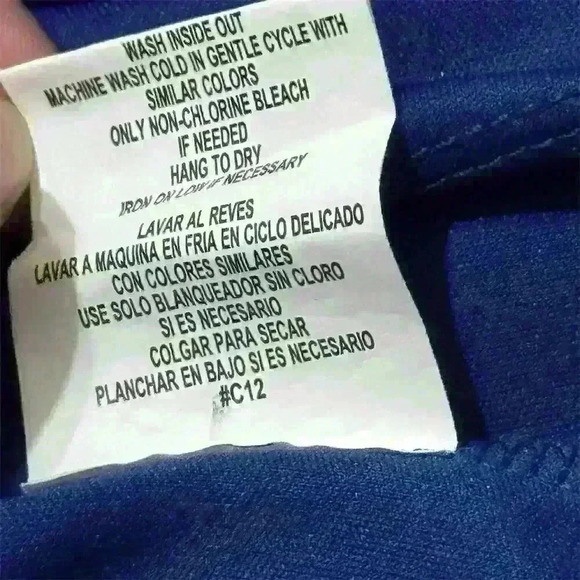 WASH INSIDE OUT
MACHINE WASH COLD IN GENTLE CYCLE WITH
SIMILAR COLORS
ONLY NON-CHLORINE BLEACH
IF NEEDED
HANG TO DRY
IRON ON LOW IF NECESSARY
LAVAR AL REVES
LAVAR A MAQUINA EN FRIA EN CICLO DELICADO
CON COLORES SIMILARES
USE SOLO BLANQUEADOR SIN CLORO
SI ES NECESARIO
COLGAR PARA SECAR
PLANCHAR EN BAJO SI ES NECESARIO
#C12